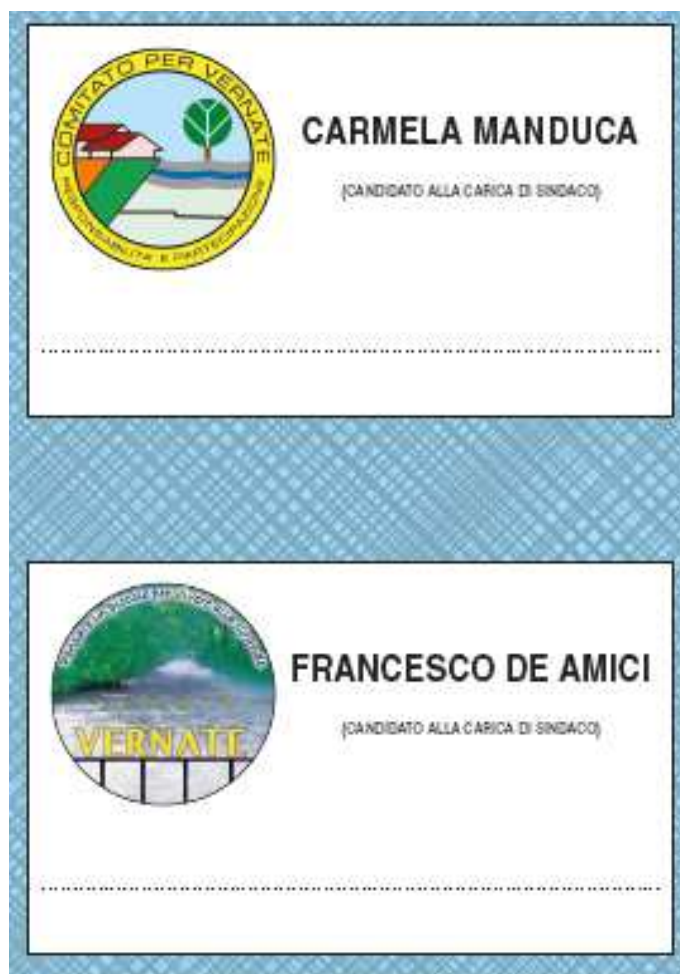 COMITATO PER VERNATE
RESPONSABILITÀ E PARTECIPAZIONE
CARMELA MANDUCA
(CANDIDATO ALLA CARICA DI SINDACO)
FRANCESCO DE AMICI
(CANDIDATO ALLA CARICA DI SINDACO)
VERNATE